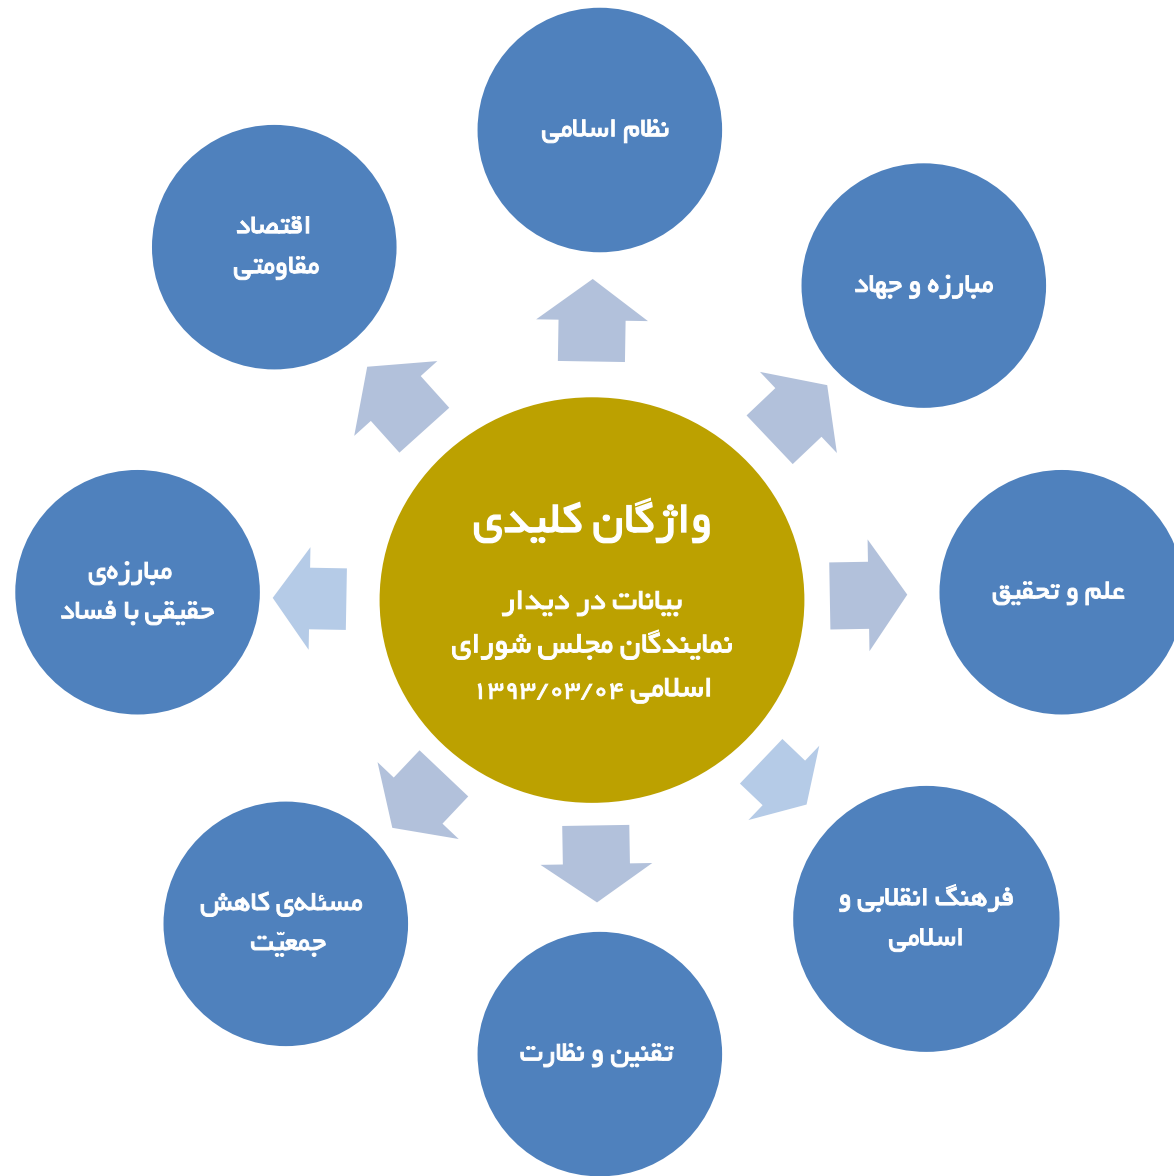 نظام اسلامی
مبارزه و جهاد
علم و تحقیق
فرهنگ انقلابی و
اسلامی
تقنین و نظارت
مسئله‌ی کاهش
جمعیّت
مبارزه‌ی
حقیقی با فساد
اقتصاد
مقاومتی
واژگان کلیدی
بیانات در دیدار
نمایندگان مجلس شورای
اسلامی ۱۳۹۳/۰۳/۰۴